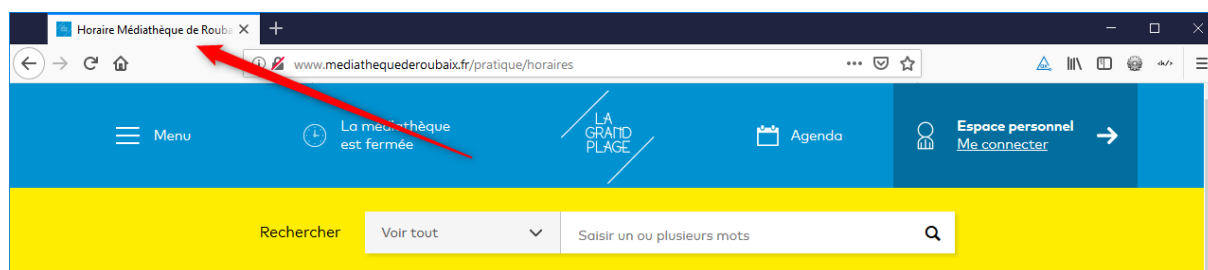 Horaire Médiathèque de Rouba
www.mediathequederoubaix.fr/pratique/horaires
Menu
La médiathèque
est fermée
LA
GRAND
PLAGE
Agenda
Espace personnel
Me connecter
Rechercher
Voir tout
Saisir un ou plusieurs mots